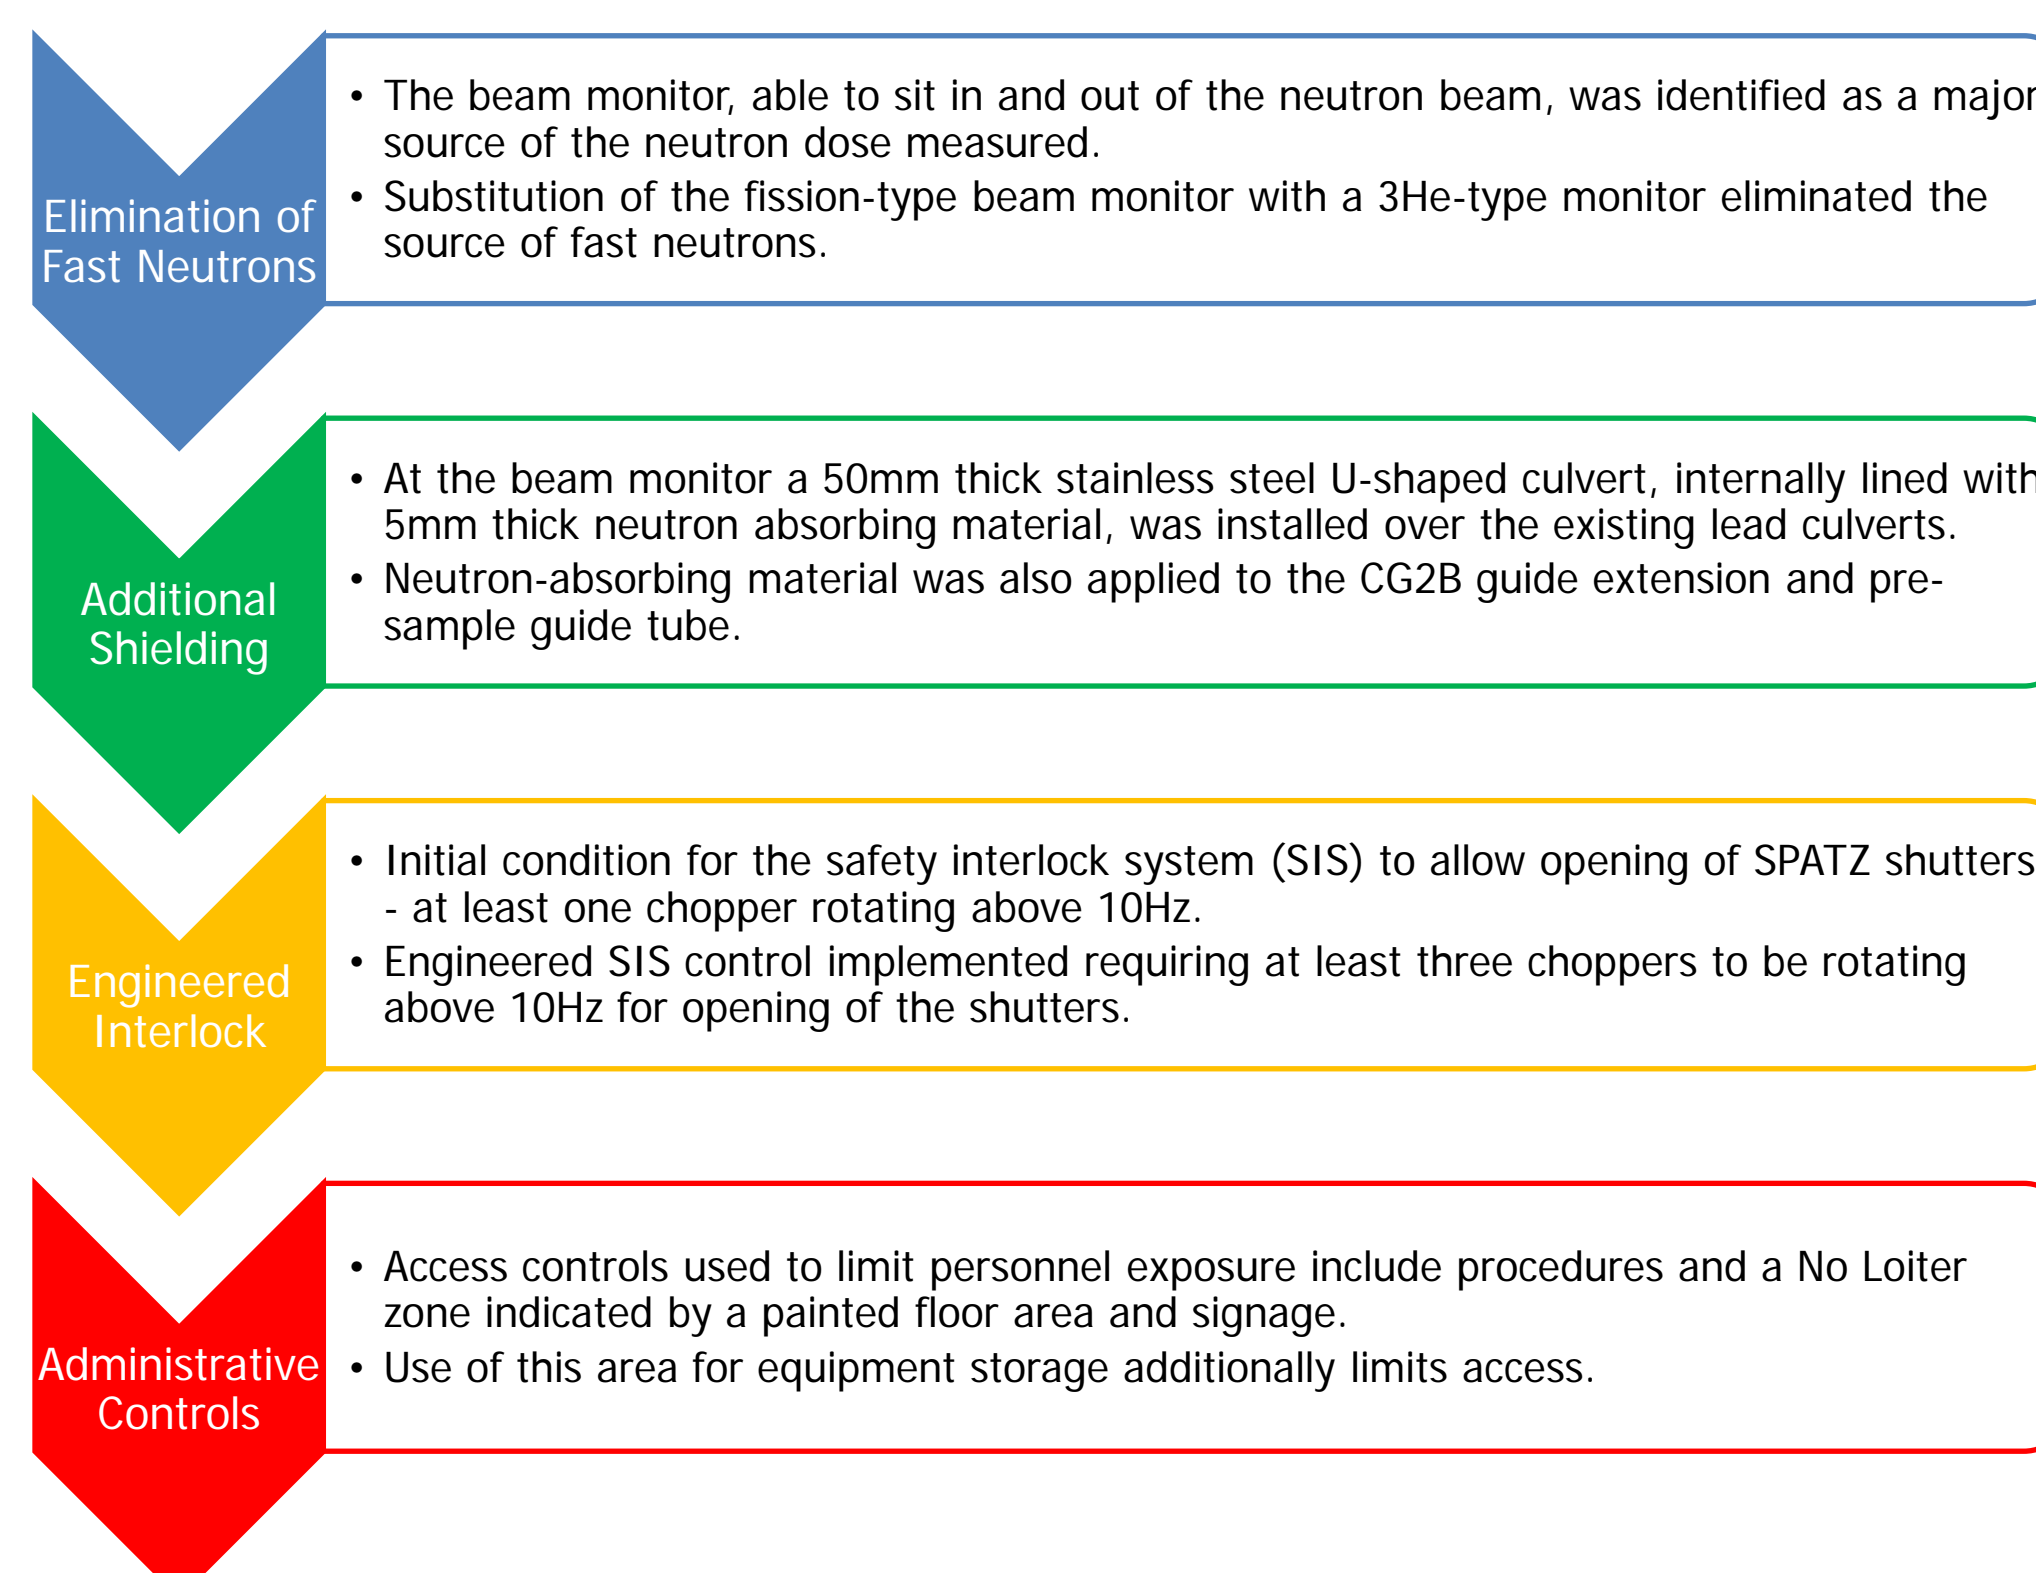 Elimination of
Fast Neutrons
• The beam monitor, able to sit in and out of the neutron beam, was identified as a major
source of the neutron dose measured.
• Substitution of the fission-type beam monitor with a 3He-type monitor eliminated the
source of fast neutrons.
Additional
Shielding
• At the beam monitor a 50mm thick stainless steel U-shaped culvert, internally lined with
5mm thick neutron absorbing material, was installed over the existing lead culverts.
• Neutron-absorbing material was also applied to the CG2B guide extension and pre-
sample guide tube.
Engineered
Interlock
• Initial condition for the safety interlock system (SIS) to allow opening of SPATZ shutters
- at least one chopper rotating above 10Hz.
• Engineered SIS control implemented requiring at least three choppers to be rotating
above 10Hz for opening of the shutters.
Administrative
Controls
• Access controls used to limit personnel exposure include procedures and a No Loiter
zone indicated by a painted floor area and signage.
• Use of this area for equipment storage additionally limits access.